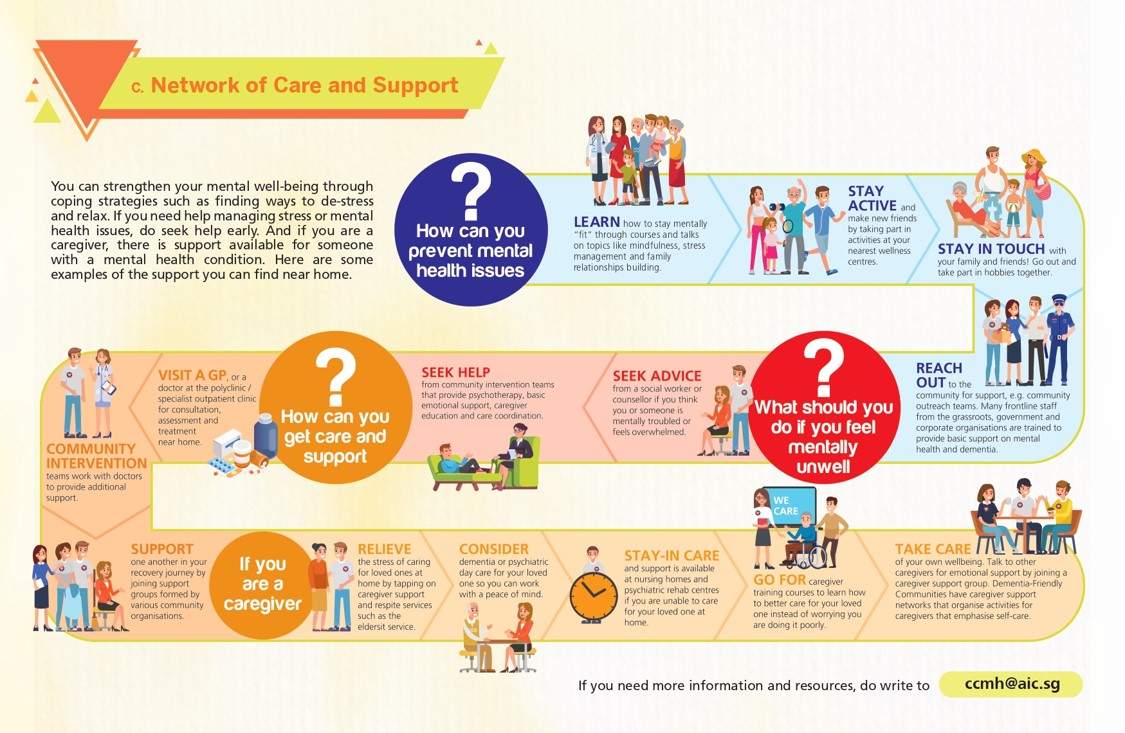 C. Network of Care and Support
You can strengthen your mental well-being through
coping strategies such as finding ways to de-stress
and relax. If you need help managing stress or mental
health issues, do seek help early. And if you are a
caregiver, there is support available for someone
with a mental health condition. Here are some
examples of the support you can find near home.
?
How can you
prevent mental
health issues
LEARN how to stay mentally
"fit" through courses and talks
on topics like mindfulness, stress
management and family
relationships building.
STAY
ACTIVE and
make new friends
by taking part in
activities at your
nearest wellness
centres.
STAY IN TOUCH with
your family and friends! Go out and
take part in hobbies together.
REACH
OUT to the
community for support, e.g. community
outreach teams. Many frontline staff
from the grassroots, government and
corporate organisations are trained to
provide basic support on mental
health and dementia.
?
What should you
do if you feel
mentally
unwell
SEEK ADVICE
from a social worker or
counsellor if you think
you or someone is
mentally troubled or
feels overwhelmed.
SEEK HELP
from community intervention teams
that provide psychotherapy, basic
emotional support, caregiver
education and care coordination.
?
How can you
get care and
support
VISIT A GP, or a
doctor at the polyclinic /
specialist outpatient clinic
for consultation,
assessment and
treatment
near home.
COMMUNITY
INTERVENTION
teams work with doctors
to provide additional
support.
SUPPORT
one another in your
recovery journey by
joining support
groups formed by
various community
organisations.
If you
are a
caregiver
RELIEVE
the stress of caring
for loved ones at
home by tapping on
caregiver support
and respite services
such as the
eldersit service.
CONSIDER
dementia or psychiatric
day care for your loved
one so you can work
with a peace of mind.
STAY-IN CARE
and support is available
at nursing homes and
psychiatric rehab centres
if you are unable to care
for your loved one at
home.
WE
CARE
GO FOR caregiver
training courses to learn how
to better care for your loved
one instead of worrying you
are doing it poorly.
TAKE CARE
of your own wellbeing. Talk to other
caregivers for emotional support by joining a
caregiver support group. Dementia-Friendly
Communities have caregiver support
networks that organise activities for
caregivers that emphasise self-care.
If you need more information and resources, do write to
ccmh@aic.sg